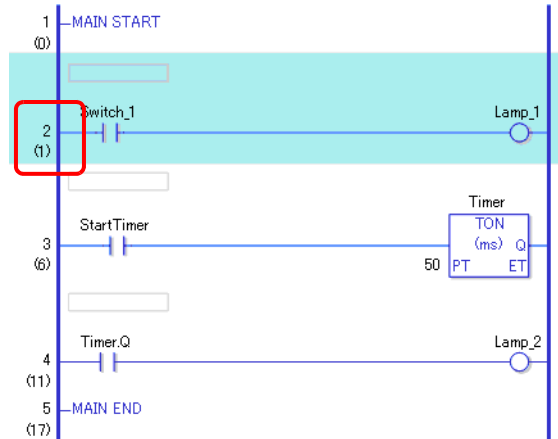 1 MAIN START
(0)
Switch_1 Lamp_1
2
(1)
Timer
StartTimer TON
3 (ms) Q
(6) 50 PT ET
Timer.Q Lamp_2
4
(11)
5 MAIN END
(17)